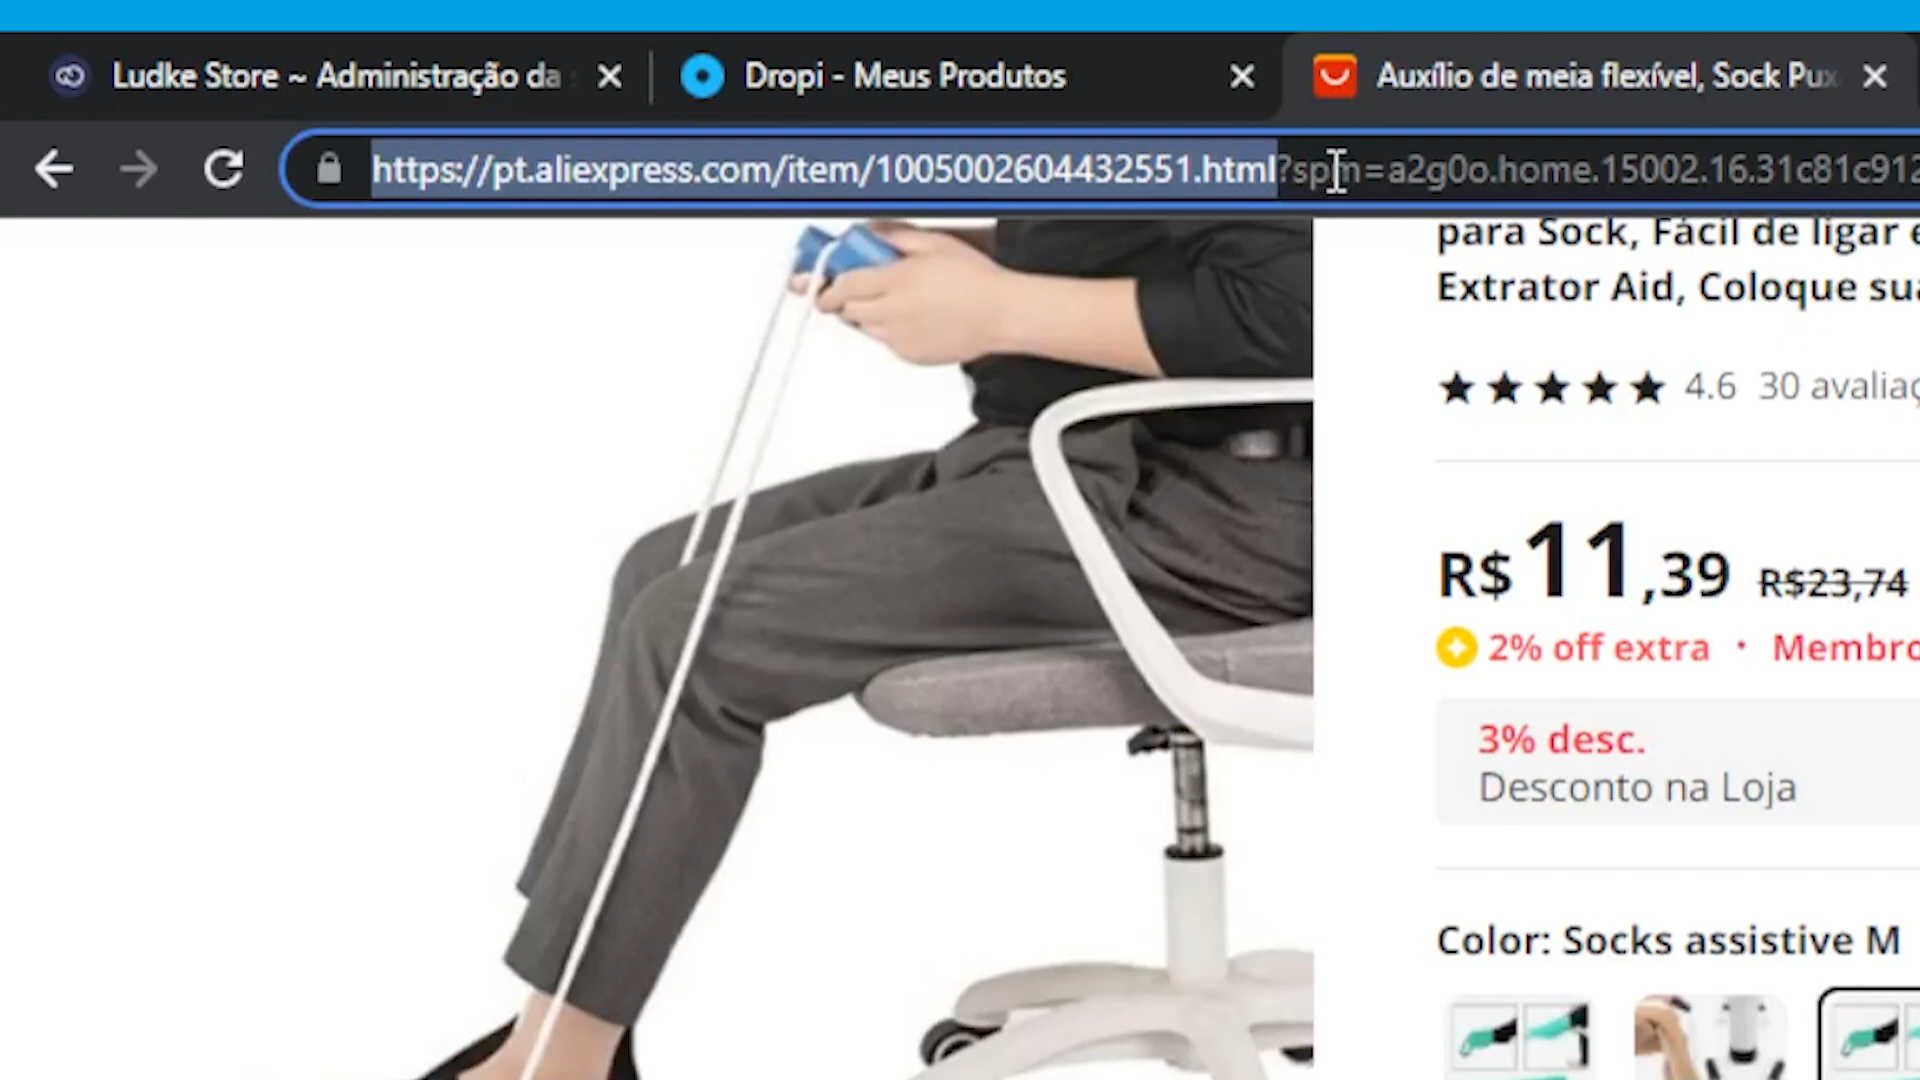 Ludke Store ~ Administração da
Dropi - Meus Produtos
Auxílio de meia flexível, Sock Pux
https://pt.aliexpress.com/item/1005002604432551.html?spm=a2g0o.home.15002.16.31c81c912
para Sock, Fácil de ligar e
Extrator Aid, Coloque sua
4.6 30 avaliaç
R$11,39 R$23,74
2% off extra · Membro
3% desc.
Desconto na Loja
Color: Socks assistive M